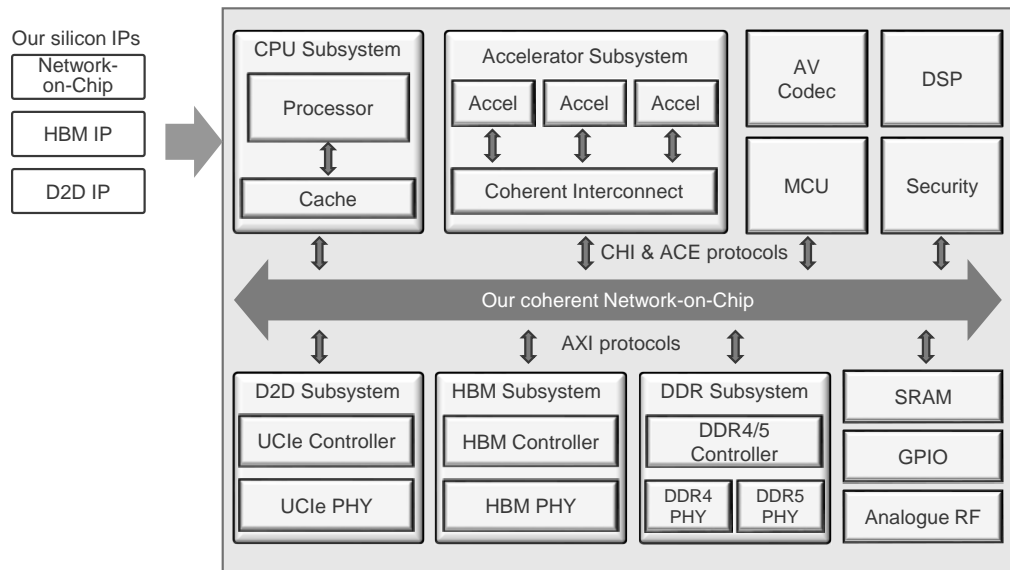 Our silicon IPs
Network-
on-Chip
HBM IP
D2D IP
CPU Subsystem
Processor
Cache
Accelerator Subsystem
Accel
Accel
Accel
Coherent Interconnect
AV
Codec
DSP
MCU
Security
CHI & ACE protocols
Our coherent Network-on-Chip
AXI protocols
D2D Subsystem
UCIe Controller
UCIe PHY
HBM Subsystem
HBM Controller
HBM PHY
DDR Subsystem
DDR4/5
Controller
DDR4
PHY
DDR5
PHY
SRAM
GPIO
Analogue RF